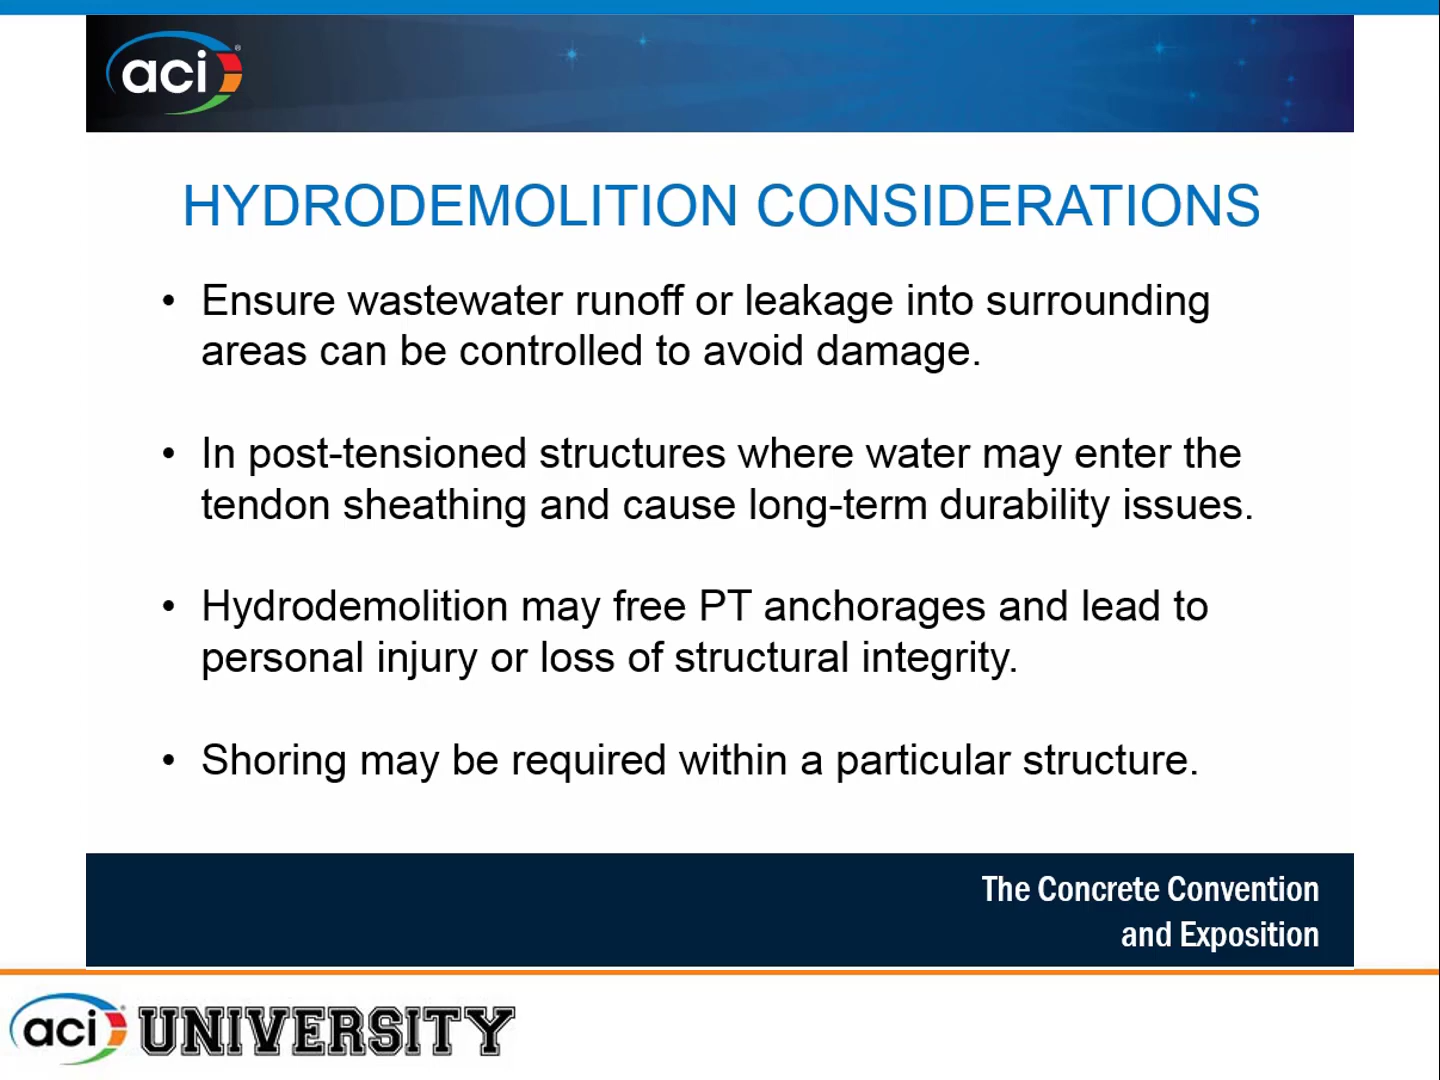 aci®
HYDRODEMOLITION CONSIDERATIONS
• Ensure wastewater runoff or leakage into surrounding
areas can be controlled to avoid damage.
• In post-tensioned structures where water may enter the
tendon sheathing and cause long-term durability issues.
• Hydrodemolition may free PT anchorages and lead to
personal injury or loss of structural integrity.
• Shoring may be required within a particular structure.
The Concrete Convention
and Exposition
aci UNIVERSITY